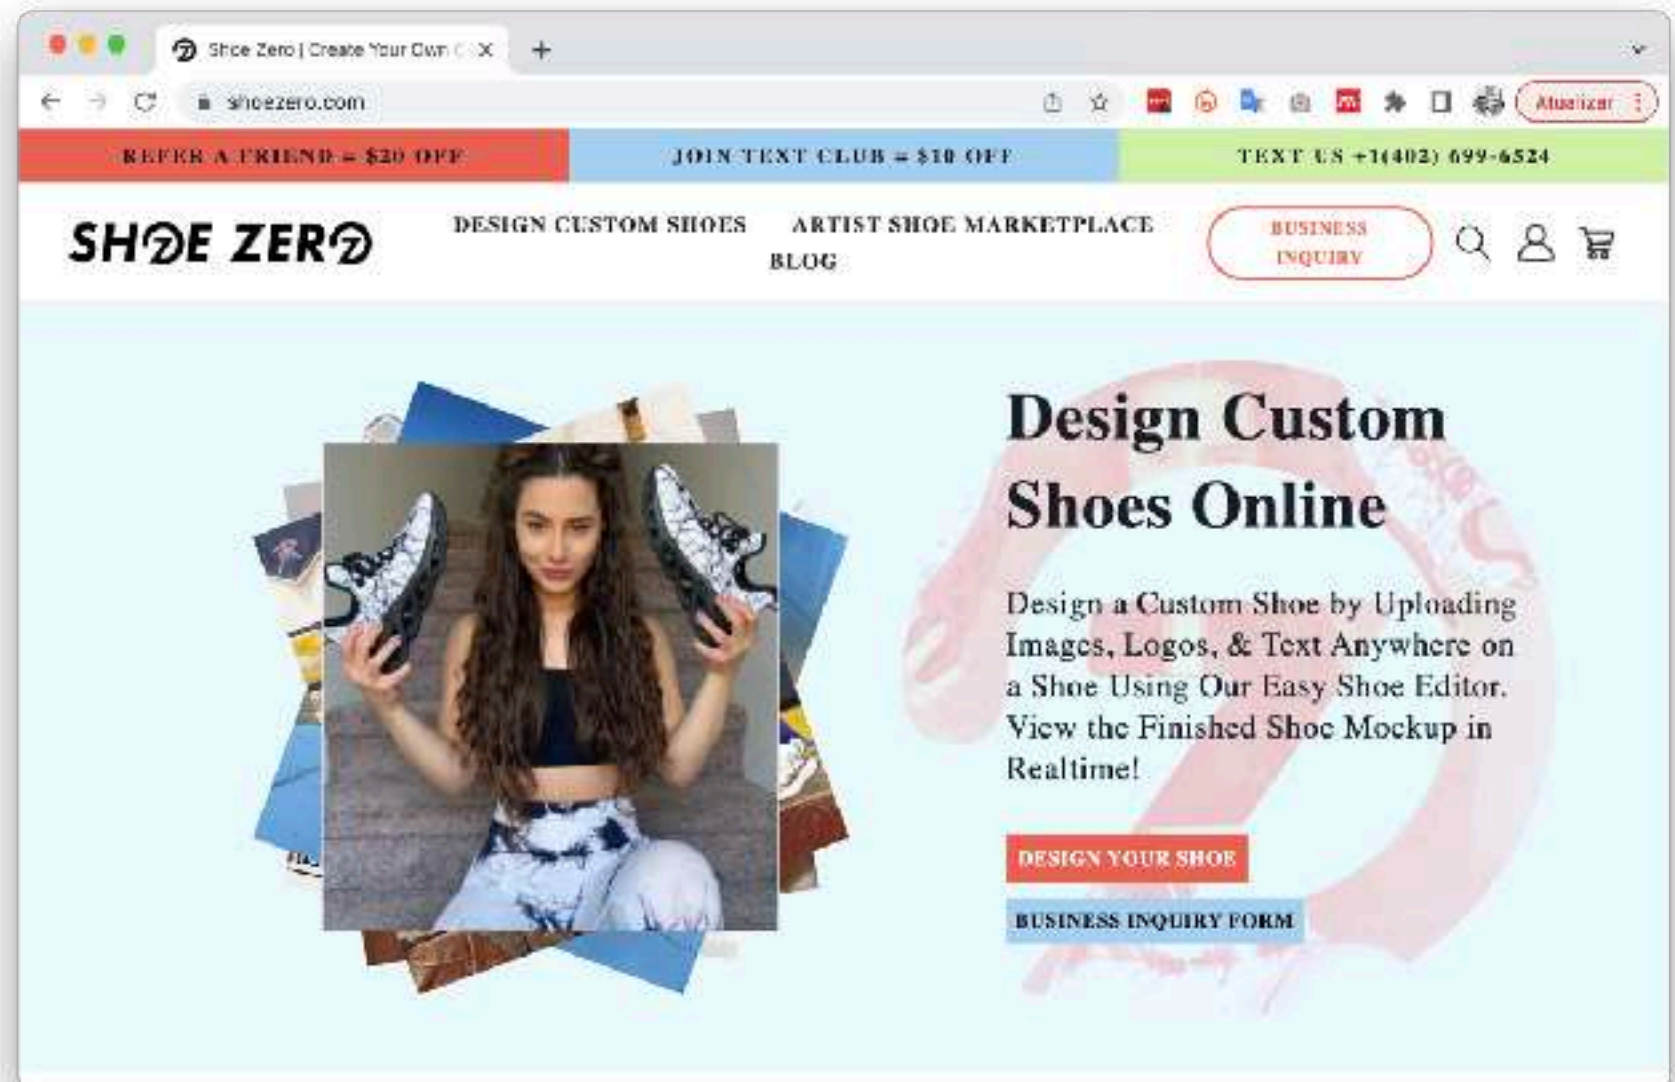 Shoe Zero | Create Your Own C
shoezero.com
Atualizar
REFER A FRIEND = $20 OFF
JOIN TEXT CLUB = $10 OFF
TEXT US +1(402) 699-6524
SHOE ZERO
DESIGN CUSTOM SHOES
ARTIST SHOE MARKETPLACE
BLOG
BUSINESS
INQUIRY
Design Custom
Shoes Online
Design a Custom Shoe by Uploading
Images, Logos, & Text Anywhere on
a Shoe Using Our Easy Shoe Editor.
View the Finished Shoe Mockup in
Realtime!
DESIGN YOUR SHOE
BUSINESS INQUIRY FORM